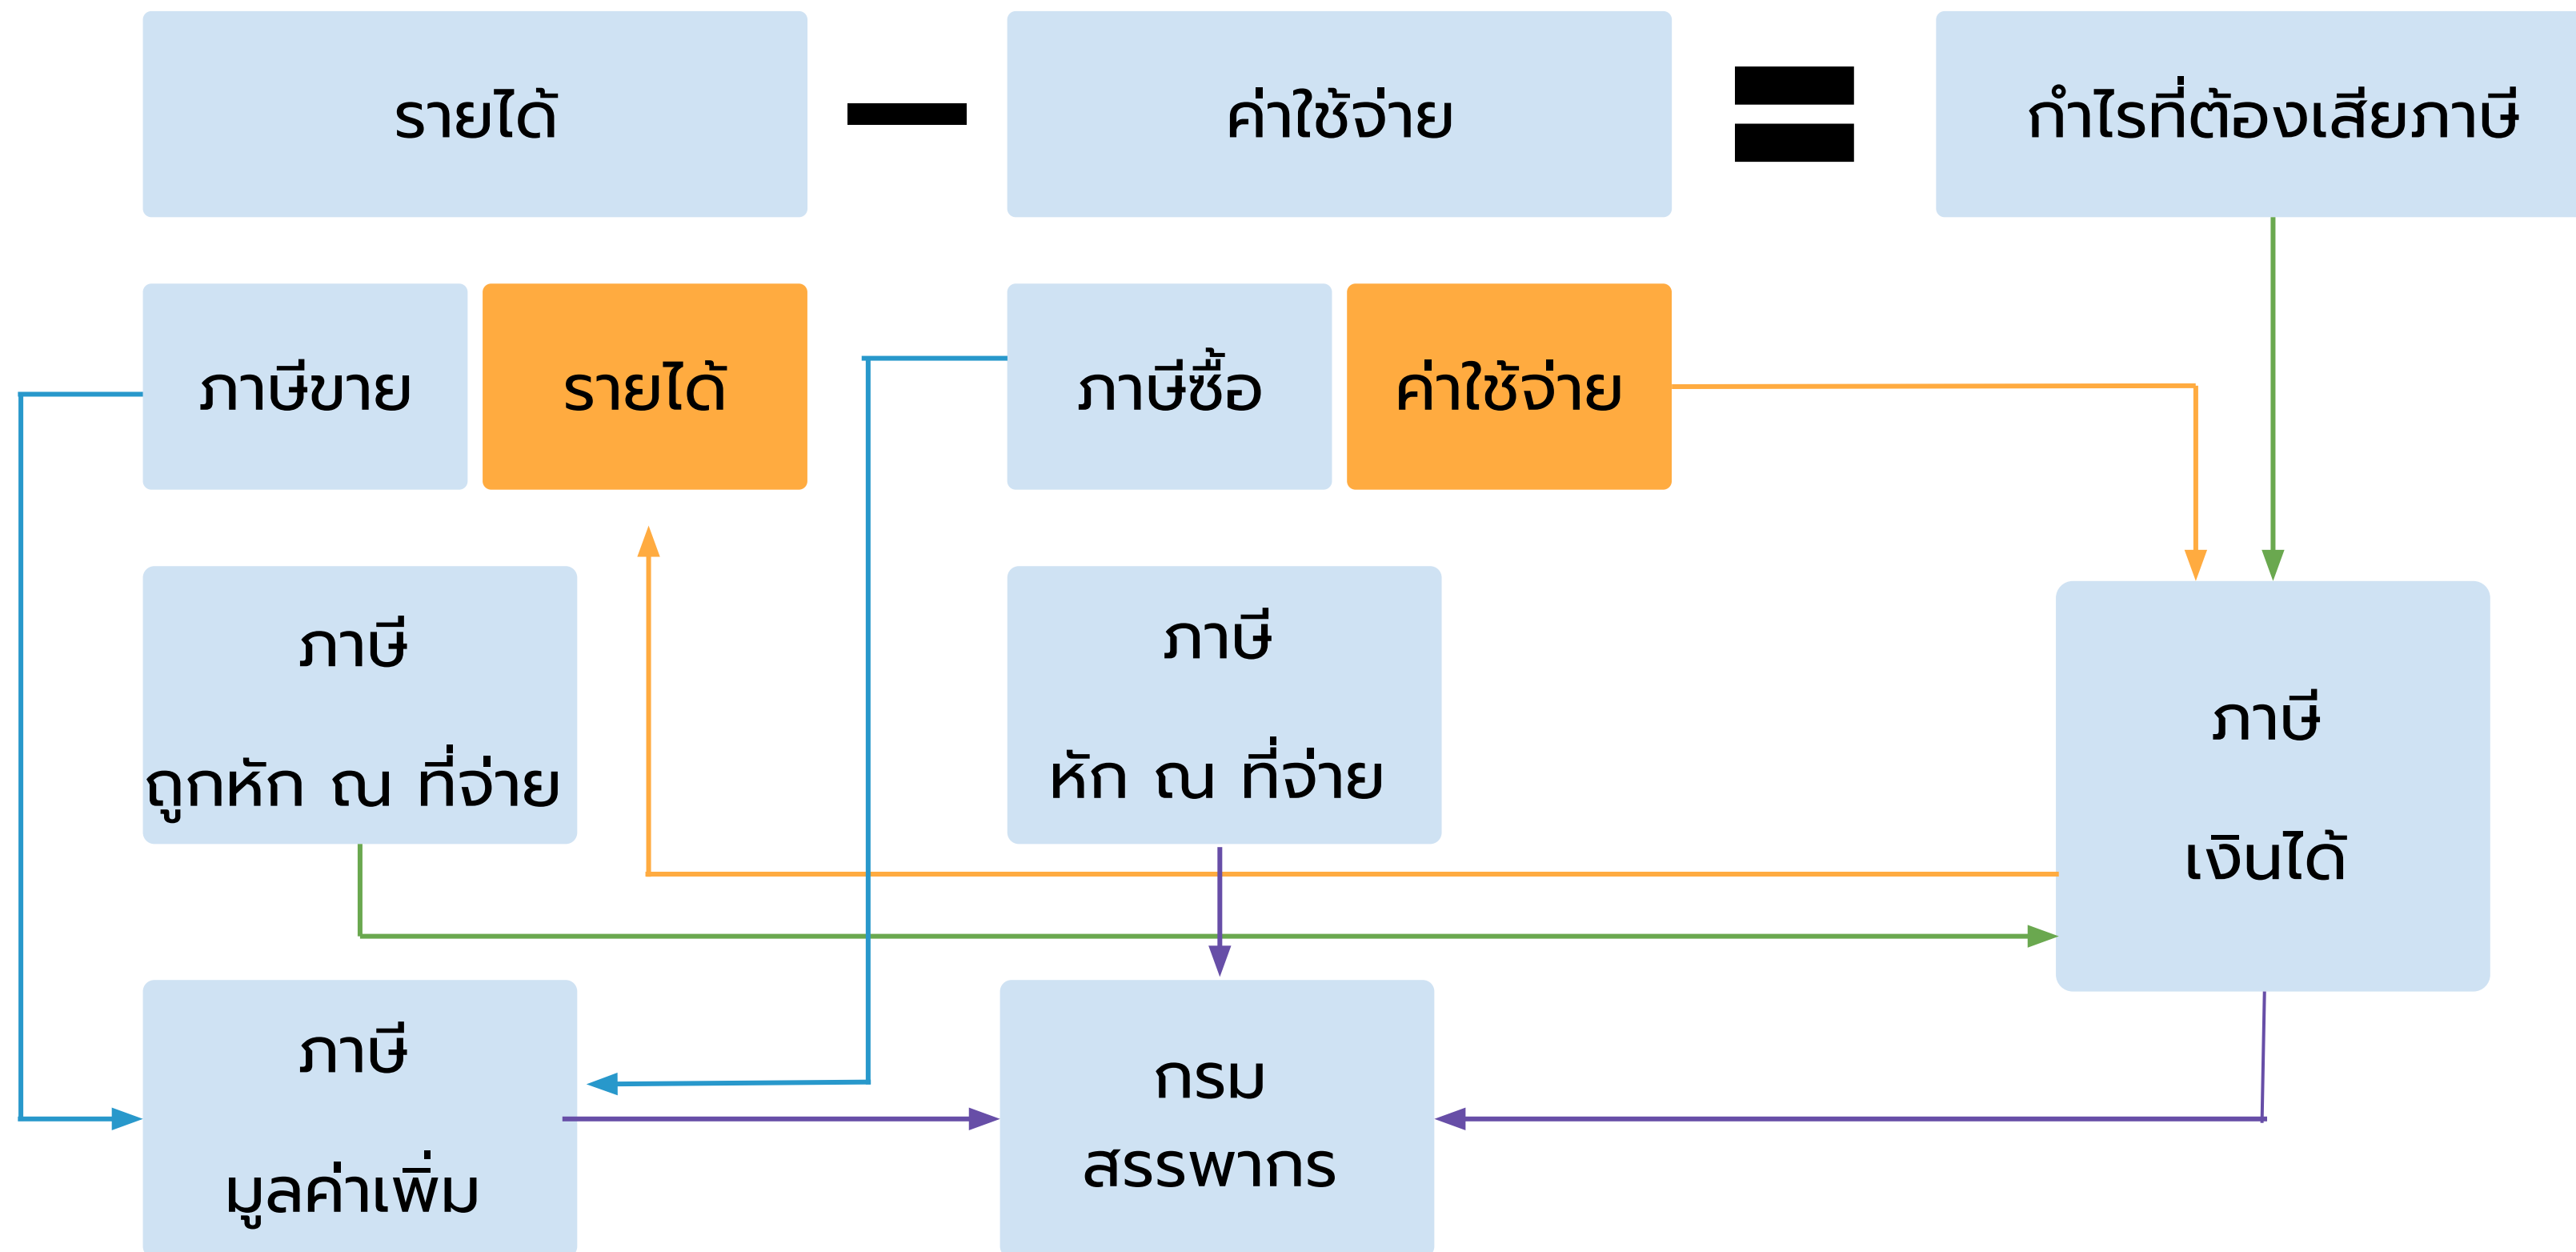 รายได้
ค่าใช้จ่าย
กำไรที่ต้องเสียภาษี
ภาษีขาย
รายได้
ภาษีซื้อ
ค่าใช้จ่าย
ภาษี
ถูกหัก ณ ที่จ่าย
ภาษี
หัก ณ ที่จ่าย
ภาษี
เงินได้
ภาษี
มูลค่าเพิ่ม
กรม
สรรพากร